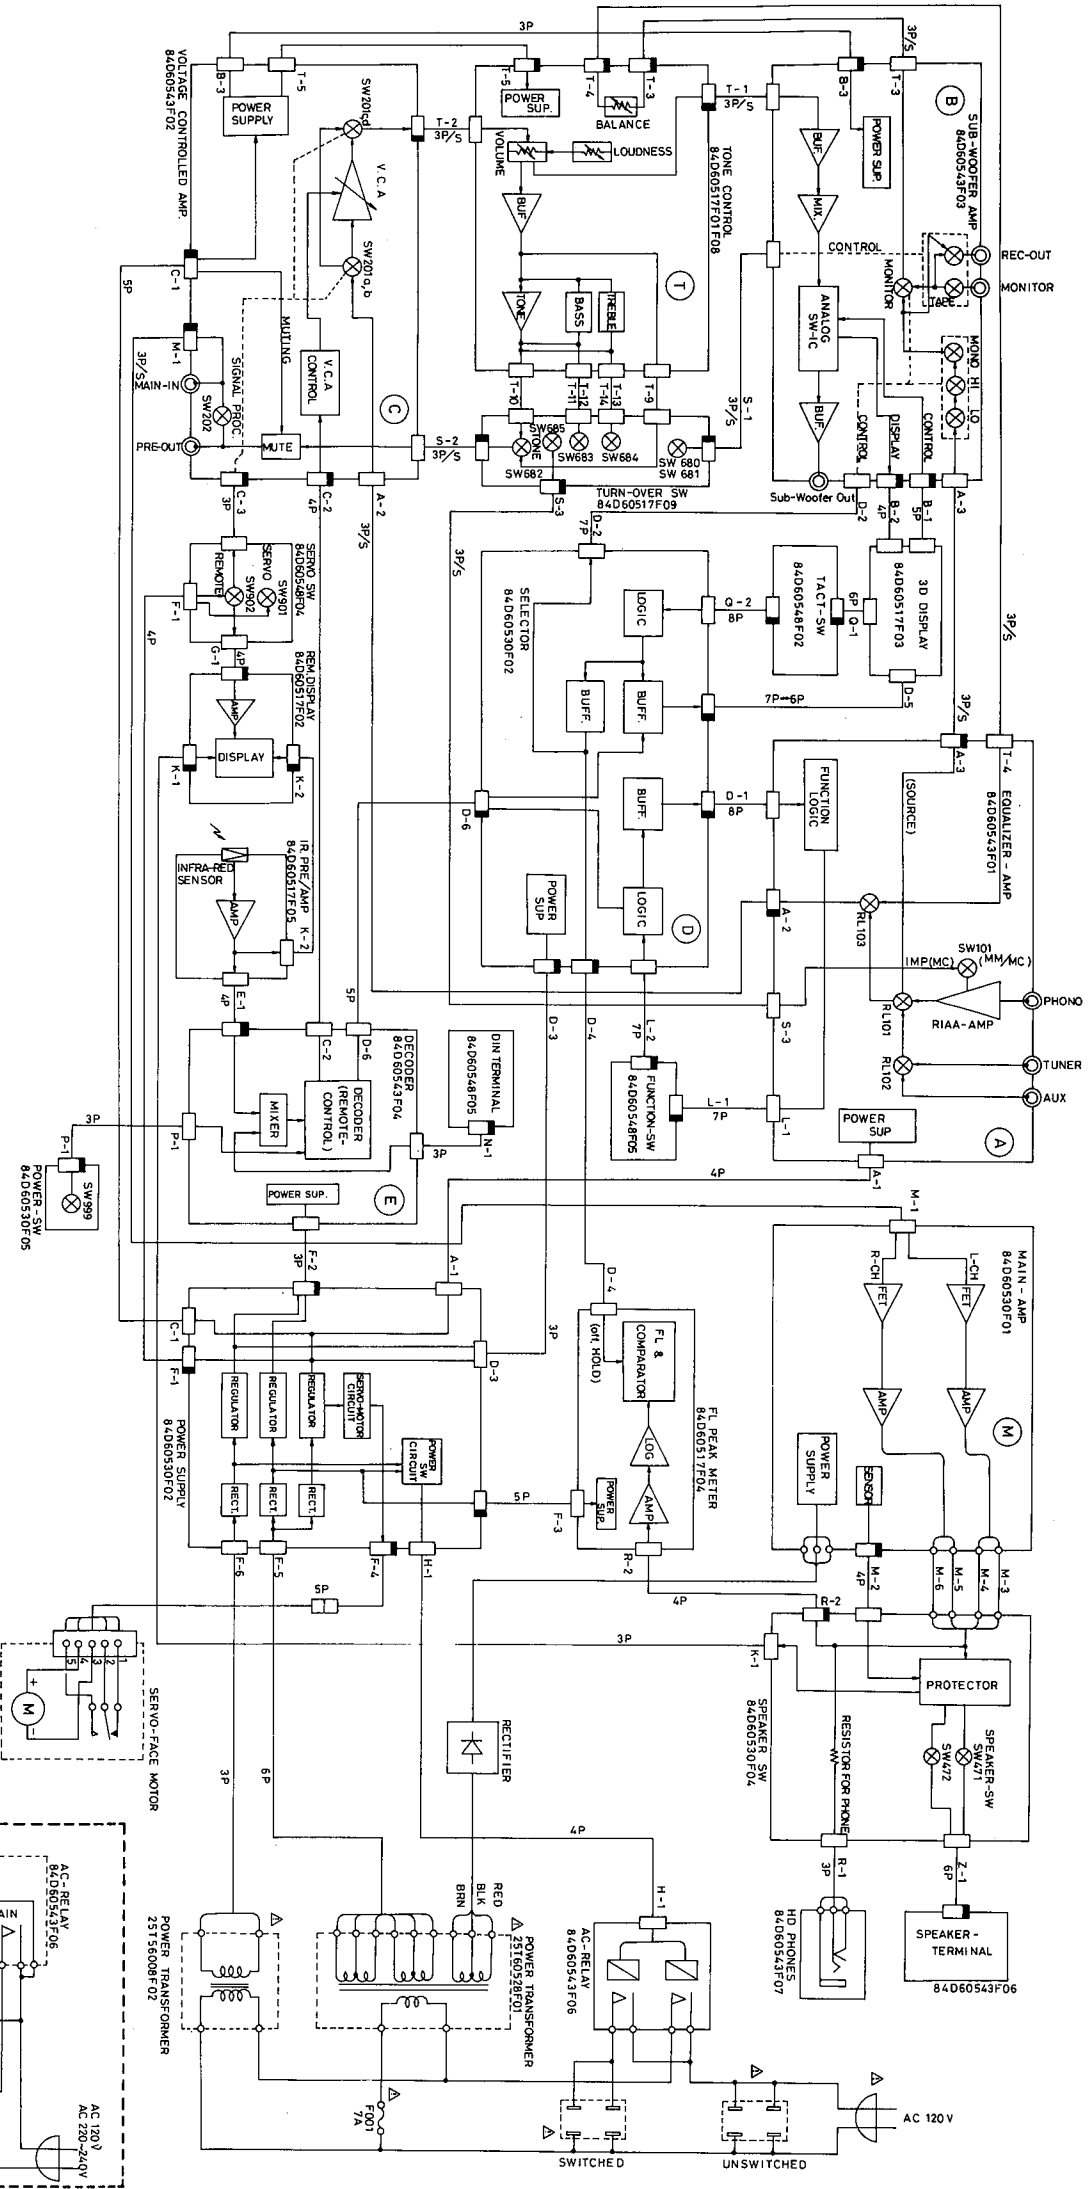 3P
3P/S
B-3
T-5
VOLTAGE CONTROLLED AMP.
84D60543F02
POWER
SUPPLY
SW201c,d
T-2
3P/S
V.C.A
SW201a,b
C-1
5P
M-1
3P/S
MAIN-IN
SW202
PRE-OUT
MUTING
SIGNAL PROC.
V.C.A
CONTROL
C
MUTE
S-2
3P/S
C-3
3P
C-2
4P
A-2
3P/S
T-5
POWER
SUP.
T-4
T-3
BALANCE
VOLUME
LOUDNESS
TONE CONTROL
84D60517F01F08
BUF
T
TONE
BASS
TREBLE
T-10
T-11
T-12
T-14
T-13
T-9
TONE
SW685
SW682
SW683
SW684
SW 680
SW 681
TURN-OVER SW
84D60517F09
S-3
T-1
3P/S
S-1
3P/S
3P/S
T-3
B-3
B
SUB-WOOFER AMP
84D60543F03
POWER SUP.
BUF.
MIX.
CONTROL
ANALOG
SW-IC
BUF.
MONITOR
TAPE
REC-OUT
MONITOR
MONO
HI
LO
CONTROL
DISPLAY
CONTROL
Sub-Woofer Out
D-2
B-2
4P
B-1
5P
A-3
SERVO SW
84D60548F04
SW901
SERVO
SW902
REMOTE
F-1
4P
G-1
4P
REM.DISPLAY
84D60517F02
AMP
DISPLAY
K-1
K-2
IR.PRE/AMP
84D60517F05
INFRA-RED
SENSOR
AMP
K-2
E-1
4P
D-2
7P
3P/S
SELECTOR
84D60530F02
LOGIC
BUFF.
BUFF.
Q-2
8P
TACT-SW
84D60548F02
6P
Q-1
3D DISPLAY
84D60517F03
D-5
7P→6P
D-6
BUFF.
D-1
8P
LOGIC
D
POWER
SUP
FUNCTION
LOGIC
3P/S
3P/S
A-3
T-4
EQUALIZER-AMP
84D60543F01
(SOURCE)
A-2
RL103
SW101
(MM/MC)
IMP(MC)
RIAA-AMP
RL101
RL102
PHONO
TUNER
AUX
S-3
L-1
7P
L-1
POWER
SUP
A
A-1
4P
5P
C-2
D-6
DECODER
84D60543F04
DECODER
(REMOTE-
CONTROL)
MIXER
P-1
3P
P-1
SW999
POWER-SW
84D60530F05
DIN TERMINAL
84D60548F05
N-1
3P
E
POWER SUP.
F-2
3P
D-3
D-4
L-2
7P
FUNCTION-SW
84D60548F05
A-1
C-1
F-1
D-3
3P
REGULATOR
REGULATOR
REGULATOR
SERVO-MOTOR
CIRCUIT
POWER
SW
CIRCUIT
RECT.
RECT.
RECT.
POWER SUPPLY
84D60530F02
F-6
F-5
F-4
H-1
5P
F-3
D-4
(off, HOLD)
FL &
COMPARATOR
LOG
AMP
POWER
SUP.
FL PEAK METER
84D60517F04
R-2
M-1
MAIN-AMP
84D60530F01
R-CH
L-CH
FET
FET
AMP
AMP
M
POWER
SUPPLY
SENSOR
M-2
4P
M-6
M-5
M-4
M-3
R-2
4P
3P
K-1
PROTECTOR
SPEAKER-SW
SW471
SW472
RESISTOR FOR PHONE
SPEAKER SW
84D60530F04
R-1
3P
Z-1
6P
HD PHONES
84D60543F07
SPEAKER-
TERMINAL
84D60543F06
5P
1
2
3
4
5
+
M
-
SERVO-FACE MOTOR
3P
6P
RECTIFIER
4P
RED
BLK
BRN
H-1
AC-RELAY
84D60543F06
POWER TRANSFORMER
25T56008F02
POWER TRANSFORMER
25T60528F01
F001
7A
SWITCHED
UNSWITCHED
AC 120V
AC-RELAY
84D60543F06
AIN
AC 120V
AC 220~240V